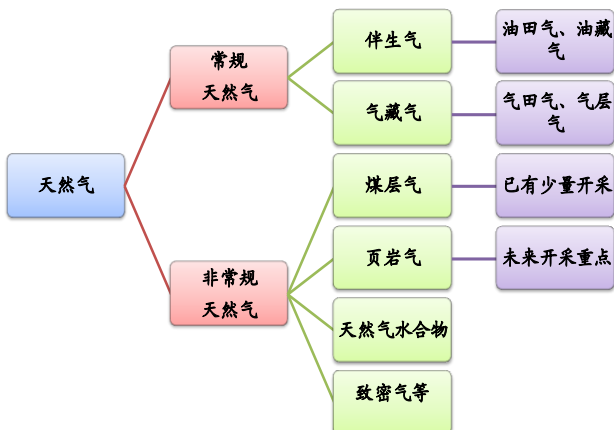 天然气
常规
天然气
非常规
天然气
伴生气
气藏气
煤层气
页岩气
天然气水合物
致密气等
油田气、油藏
气
气田气、气层
气
已有少量开采
未来开采重点